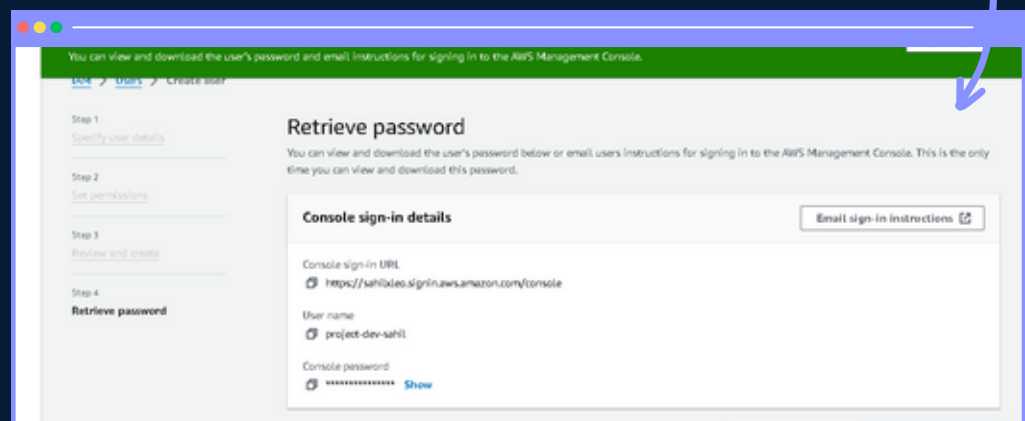 You can view and download the user's password and email instructions for signing in to the AWS Management Console.
IAM > Users > Create user
Step 1
Specify user details
Step 2
Set permissions
Step 3
Review and create
Step 4
Retrieve password
Retrieve password
You can view and download the user's password below or email users instructions for signing in to the AWS Management Console. This is the only
time you can view and download this password.
Console sign-in details
Email sign-in instructions
Console sign-in URL
https://sahilxleo.signin.aws.amazon.com/console
User name
project-dev-sahil
Console password
***************
Show